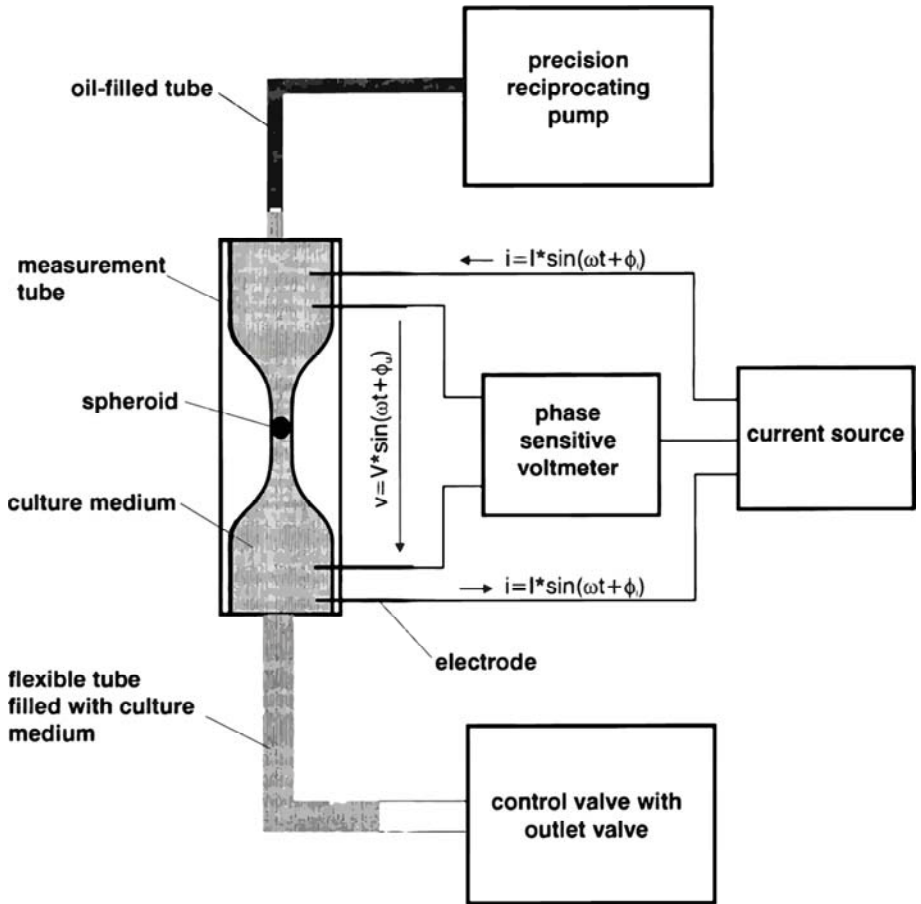 precision
reciprocating
pump
oil-filled tube
measurement
tube
i=I*sin(ωt+ϕᵢ)
spheroid
v=V*sin(ωt+ϕᵤ)
phase
sensitive
voltmeter
current source
culture medium
i=I*sin(ωt+ϕᵢ)
electrode
flexible tube
filled with culture
medium
control valve with
outlet valve